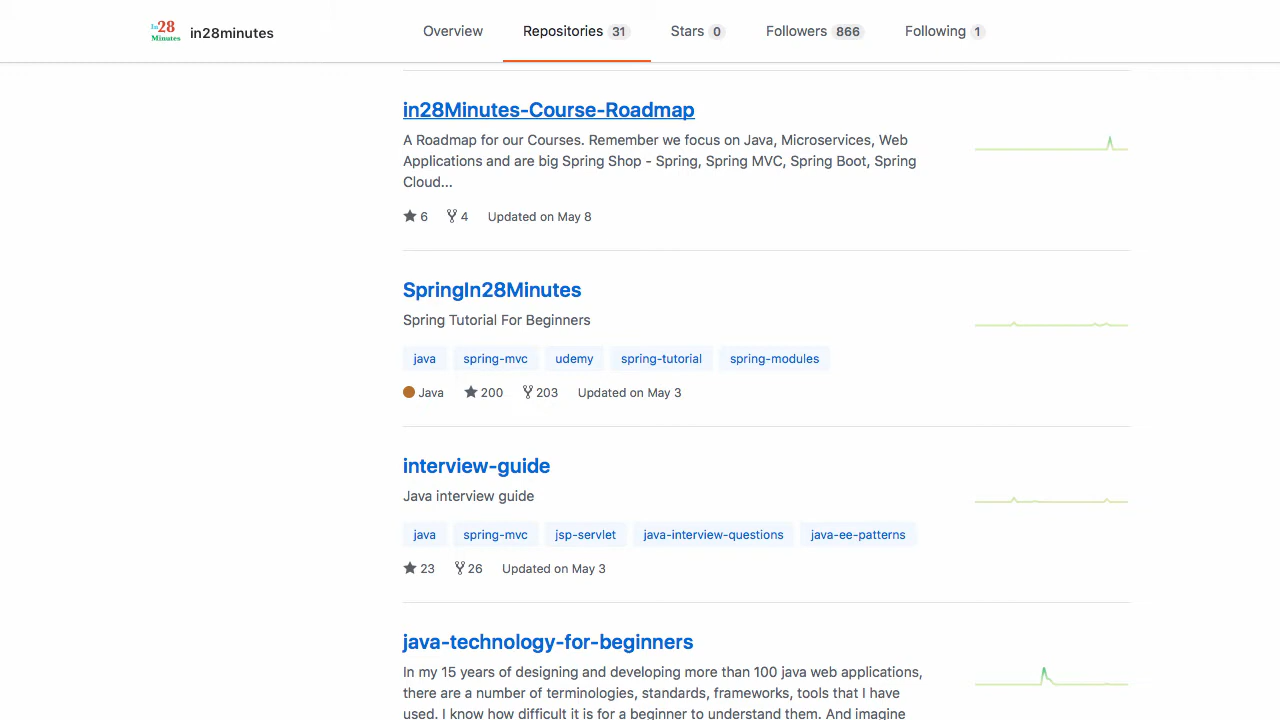 In28
Minutes
in28minutes
Overview
Repositories 31
Stars 0
Followers 866
Following 1
in28Minutes-Course-Roadmap
A Roadmap for our Courses. Remember we focus on Java, Microservices, Web
Applications and are big Spring Shop - Spring, Spring MVC, Spring Boot, Spring
Cloud...
6 4 Updated on May 8
SpringIn28Minutes
Spring Tutorial For Beginners
java spring-mvc udemy spring-tutorial spring-modules
Java 200 203 Updated on May 3
interview-guide
Java interview guide
java spring-mvc jsp-servlet java-interview-questions java-ee-patterns
23 26 Updated on May 3
java-technology-for-beginners
In my 15 years of designing and developing more than 100 java web applications,
there are a number of terminologies, standards, frameworks, tools that I have
used. I know how difficult it is for a beginner to understand them. And imagine